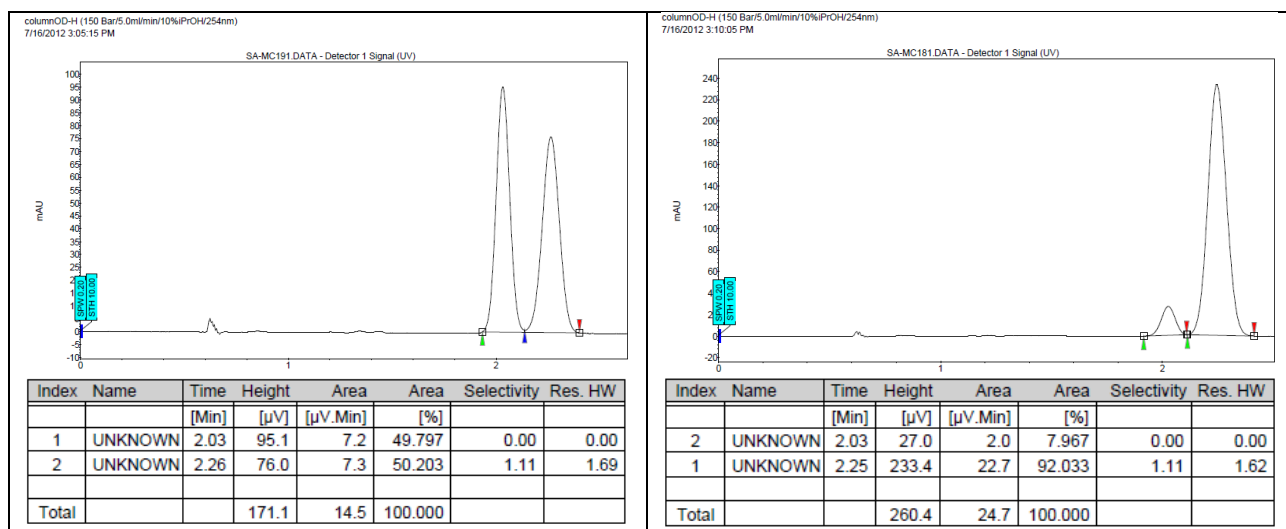 columnOD-H (150 Bar/5.0ml/min/10%iPrOH/254nm)
7/16/2012 3:05:15 PM
SA-MC191.DATA - Detector 1 Signal (UV)
mAU
100
95
90
85
80
75
70
65
60
55
50
45
40
35
30
25
20
15
10
5
0
-5
-10
SPW 0.20
STH 10.00
0 1 2
Index Name Time Height Area Area Selectivity Res. HW
[Min] [µV] [µV.Min] [%]
1 UNKNOWN 2.03 95.1 7.2 49.797 0.00 0.00
2 UNKNOWN 2.26 76.0 7.3 50.203 1.11 1.69
Total 171.1 14.5 100.000
columnOD-H (150 Bar/5.0ml/min/10%iPrOH/254nm)
7/16/2012 3:10:05 PM
SA-MC181.DATA - Detector 1 Signal (UV)
mAU
240
220
200
180
160
140
120
100
80
60
40
20
0
-20
SPW 0.20
STH 10.00
0 2
Index Name Time Height Area Area Selectivity Res. HW
[Min] [µV] [µV.Min] [%]
2 UNKNOWN 2.03 27.0 2.0 7.967 0.00 0.00
1 UNKNOWN 2.25 233.4 22.7 92.033 1.11 1.62
Total 260.4 24.7 100.000